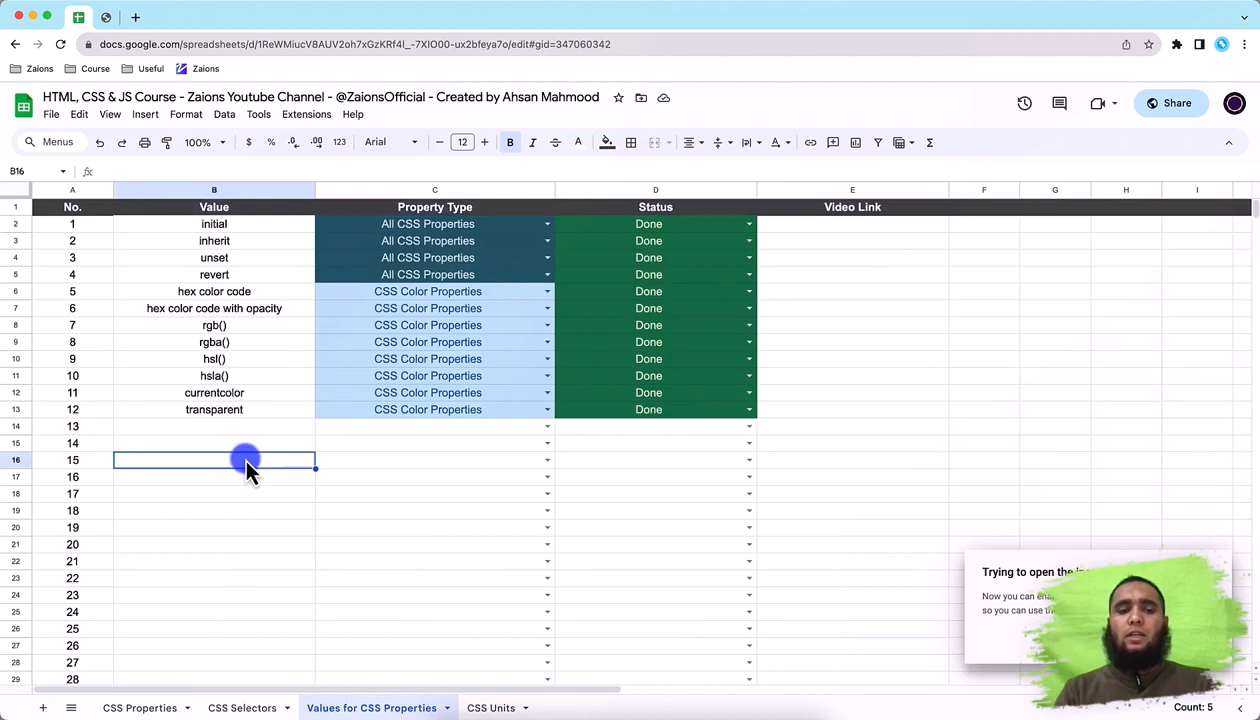 docs.google.com/spreadsheets/d/1ReWMiucV8AUV2oh7xGzKRf4I_-7XIO00-ux2bfeya7o/edit#gid=347060342
Zaions Course Useful Zaions
HTML, CSS & JS Course - Zaions Youtube Channel - @ZaionsOfficial - Created by Ahsan Mahmood
Share
File Edit View Insert Format Data Tools Extensions Help
Menus 100% $ % .0 .00 123 Arial 12 B I S A Σ
B16 fx
A B C D E F G H I
1 No. Value Property Type Status Video Link
2 1 initial All CSS Properties Done
3 2 inherit All CSS Properties Done
4 3 unset All CSS Properties Done
5 4 revert All CSS Properties Done
6 5 hex color code CSS Color Properties Done
7 6 hex color code with opacity CSS Color Properties Done
8 7 rgb() CSS Color Properties Done
9 8 rgba() CSS Color Properties Done
10 9 hsl() CSS Color Properties Done
11 10 hsla() CSS Color Properties Done
12 11 currentcolor CSS Color Properties Done
13 12 transparent CSS Color Properties Done
14 13
15 14
16 15
17 16
18 17
19 18
20 19
21 20
22 21
23 22
24 23
25 24
26 25
27 26
28 27
29 28
Trying to open the
Now you can
so you can use
CSS Properties CSS Selectors Values for CSS Properties CSS Units Count: 5